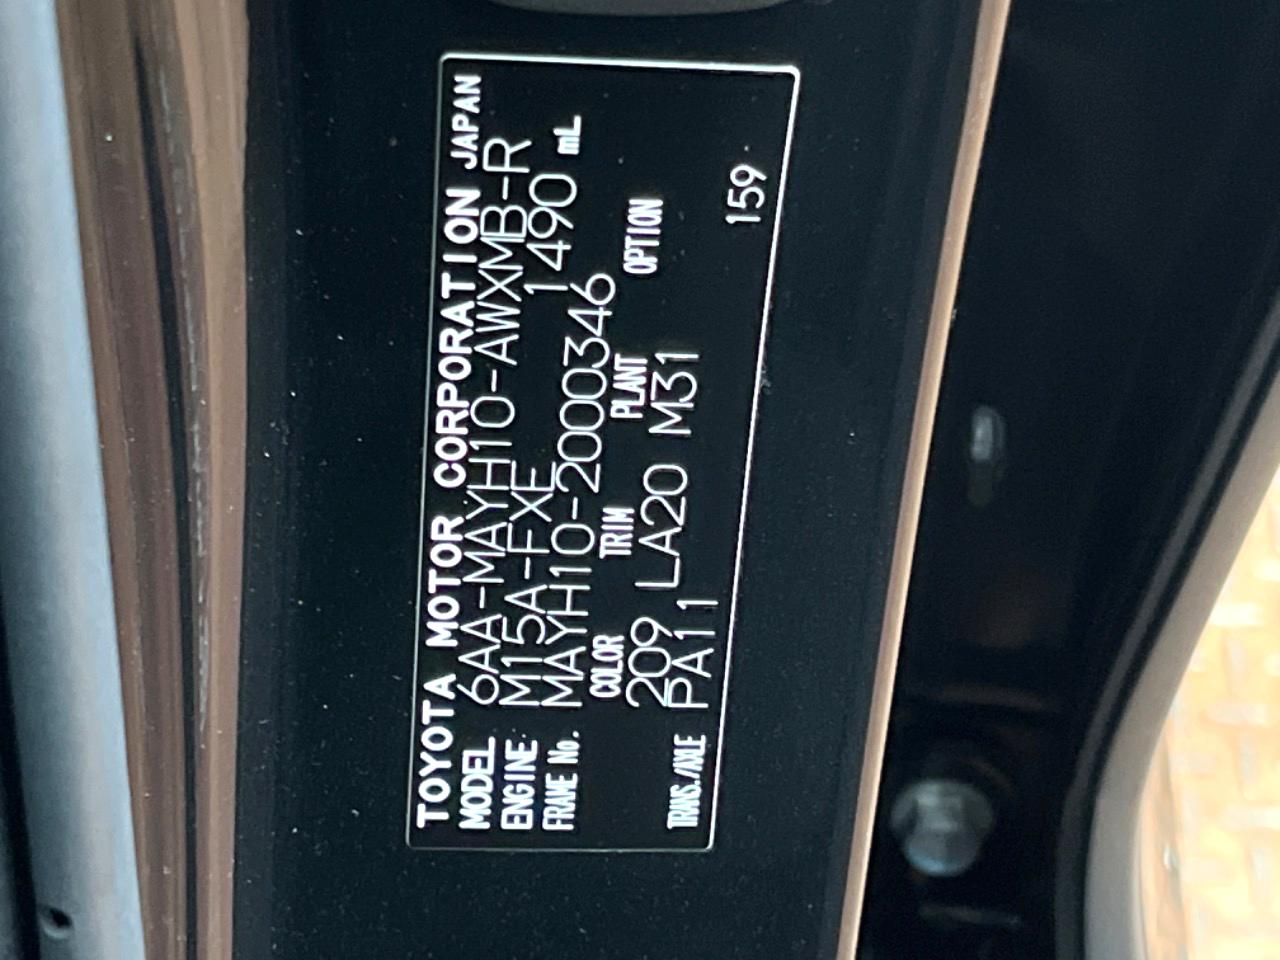 TOYOTA MOTOR CORPORATION JAPAN
MODEL 6AA-MAYH10-AWXMB-R
ENGINE M15A-FXE 1490 mL
FRAME No. MAYH10-2000346
COLOR TRIM PLANT OPTION
209 LA20 M31
TRANS./AXLE PA11 159